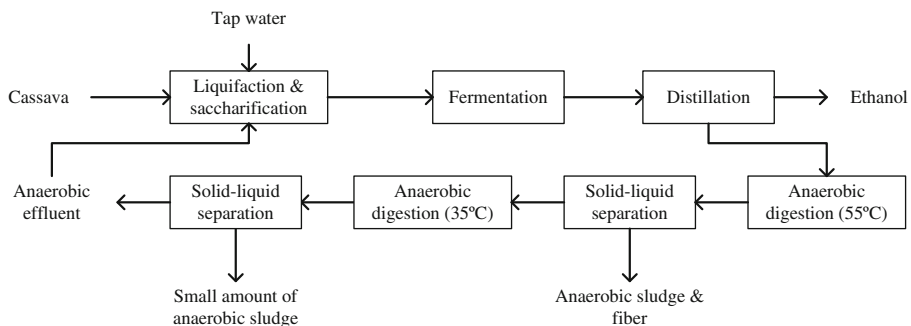 Tap water
Cassava
Liquifaction &
saccharification
Fermentation
Distillation
Ethanol
Anaerobic
effluent
Solid-liquid
separation
Anaerobic
digestion (35ºC)
Solid-liquid
separation
Anaerobic
digestion (55ºC)
Small amount of
anaerobic sludge
Anaerobic sludge &
fiber